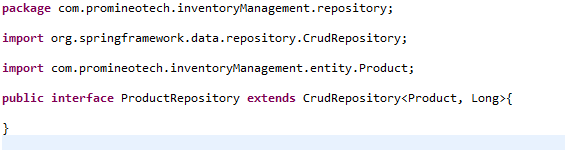 package com.promineotech.inventoryManagement.repository;
import org.springframework.data.repository.CrudRepository;
import com.promineotech.inventoryManagement.entity.Product;
public interface ProductRepository extends CrudRepository<Product, Long>{
}